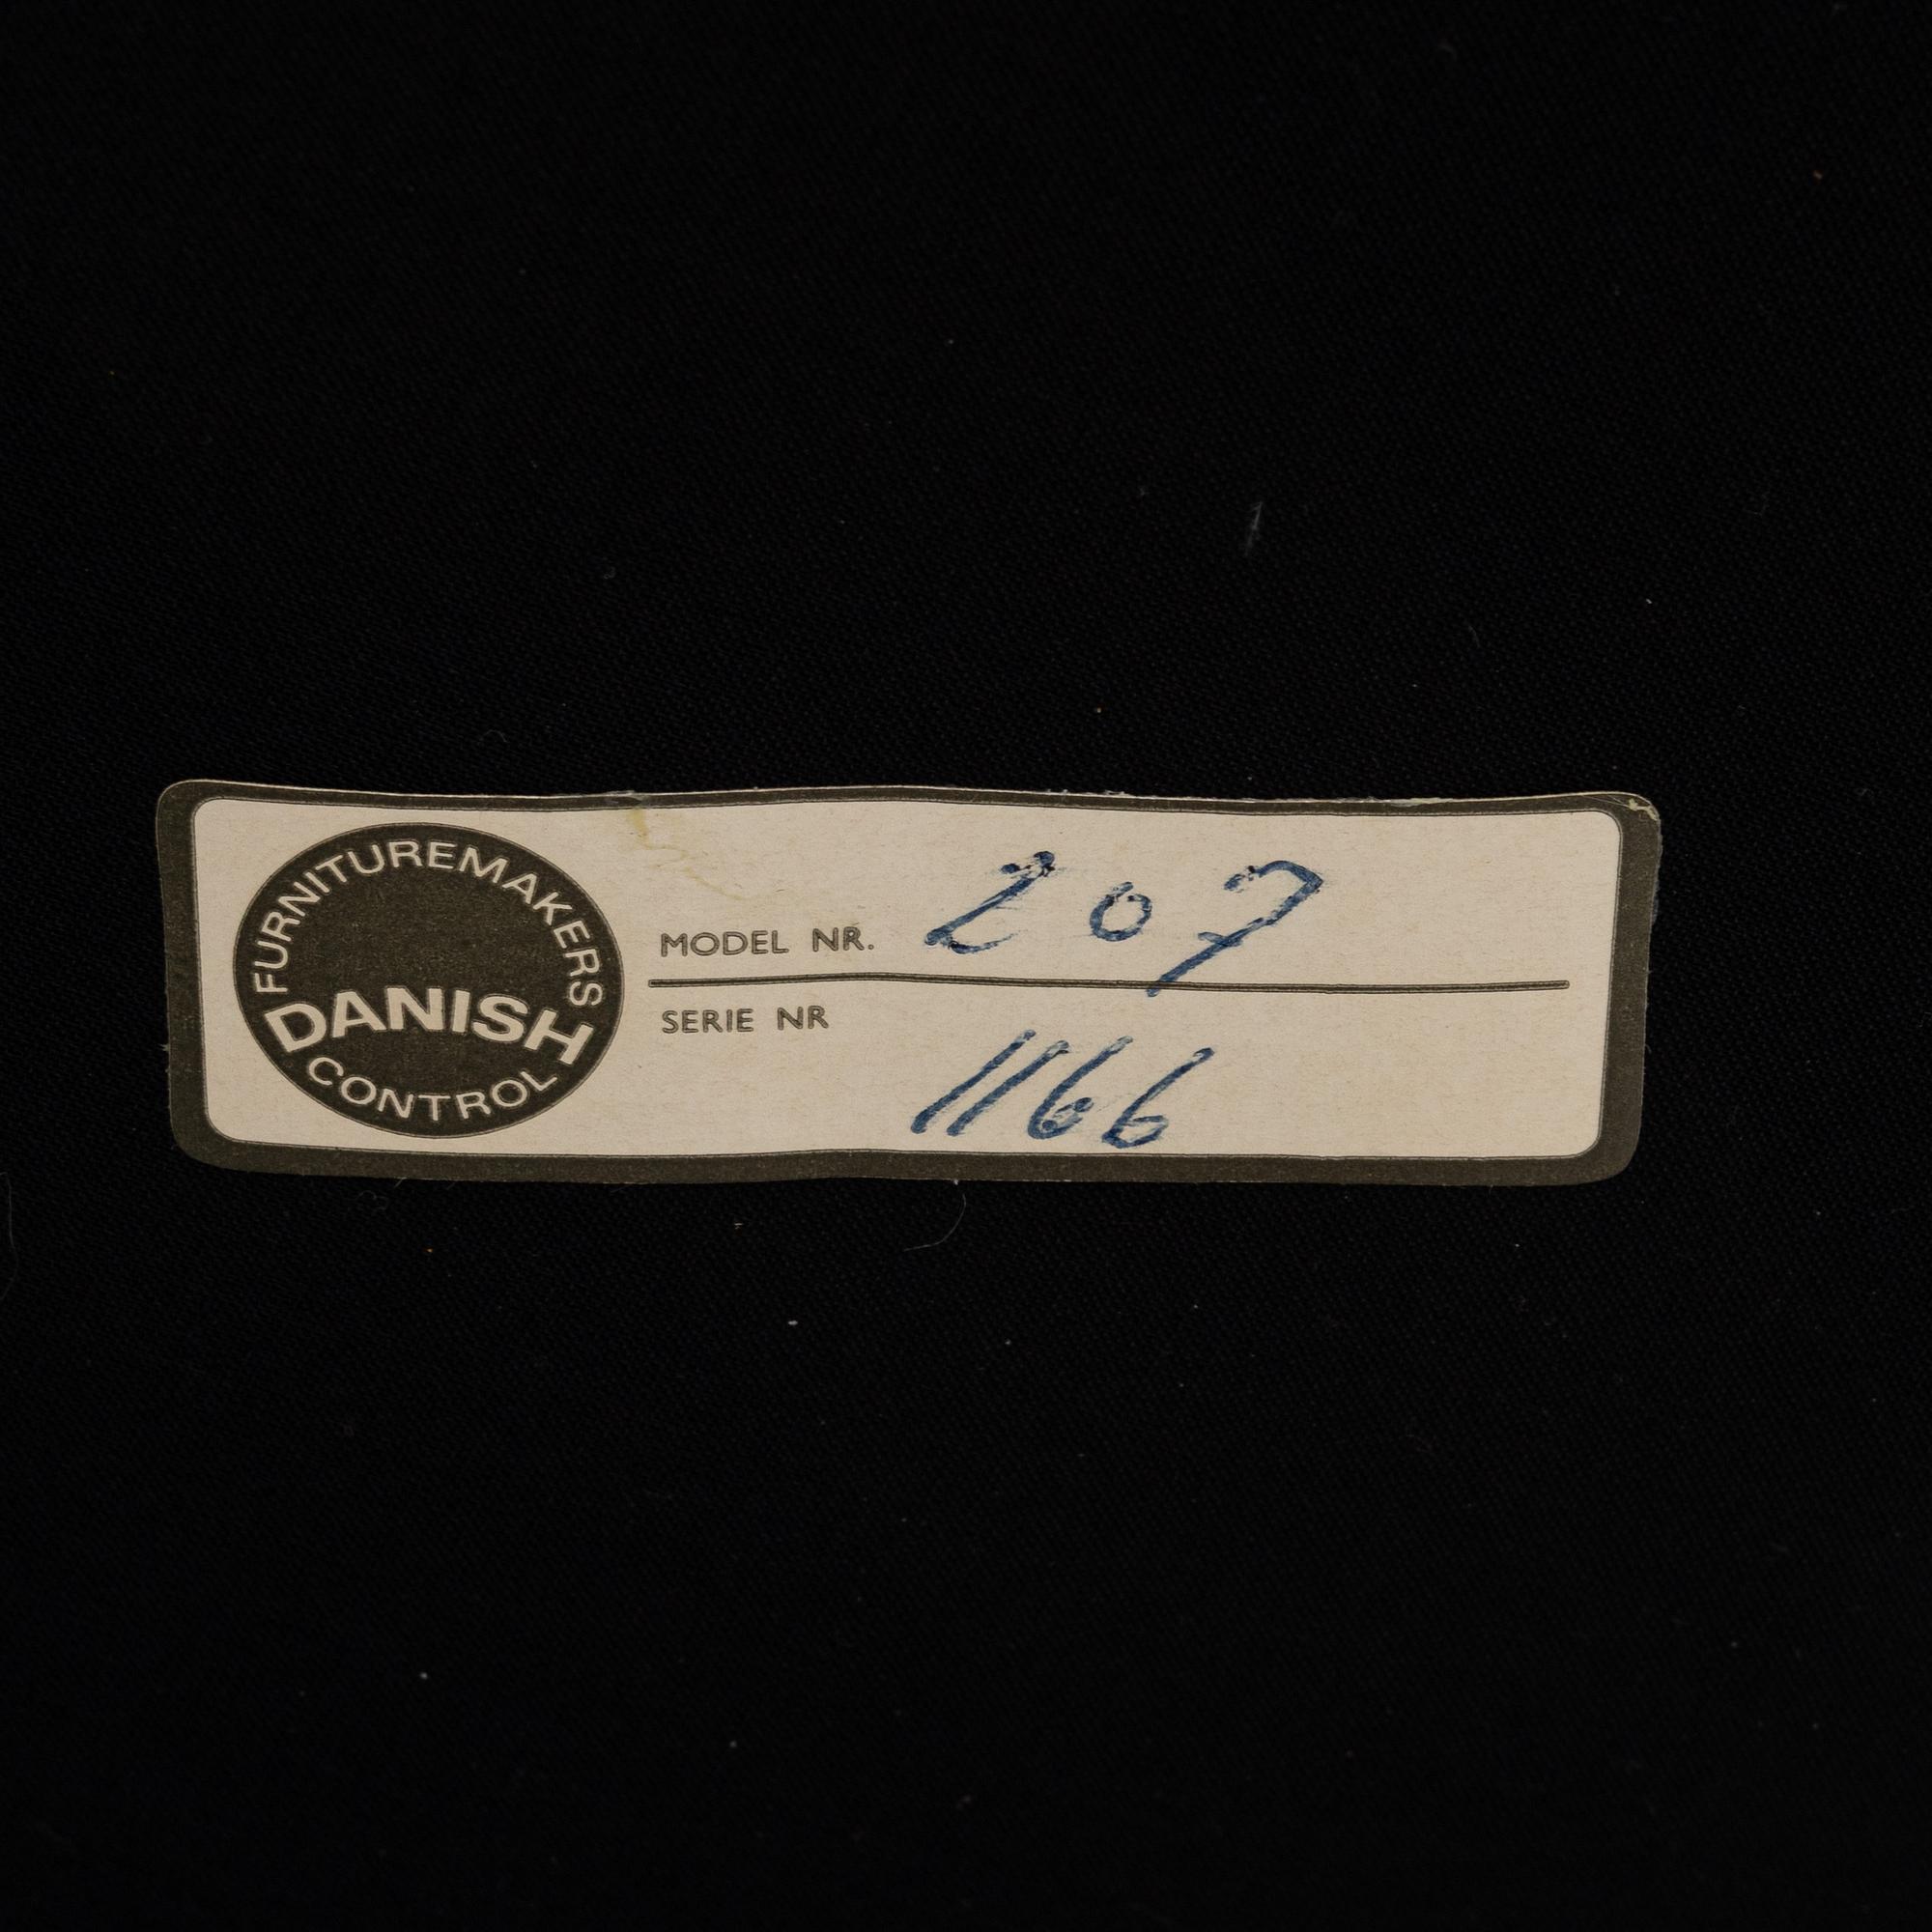 FURNITUREMAKERS
DANISH
CONTROL
MODEL NR. 207
SERIE NR
1166